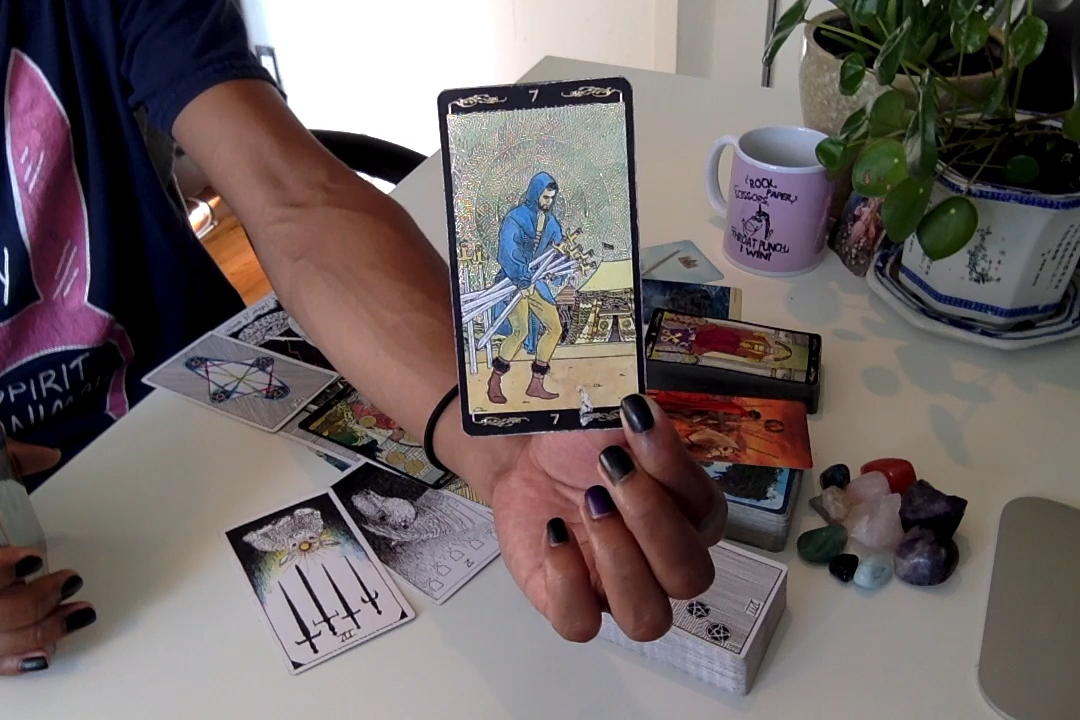 7
7
ROCK, PAPER,
SCISSORS,
THROAT PUNCH,
I WIN!
SPIRIT